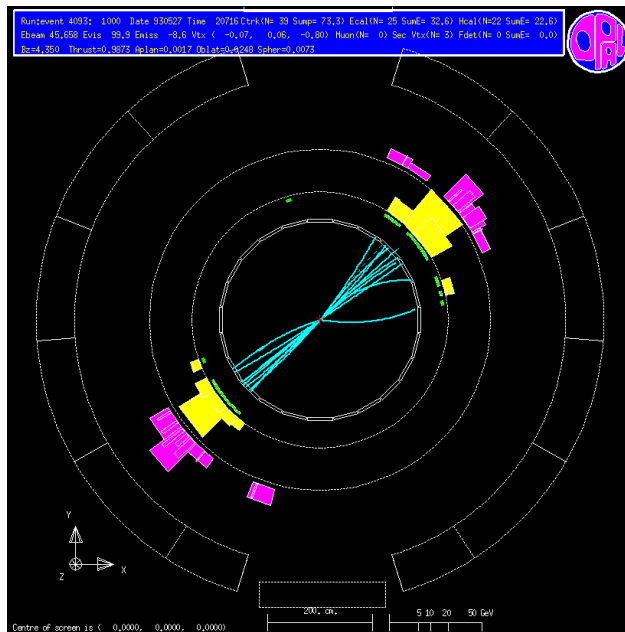 Run:event 4093: 1000 Date 930527 Time 20716 Ctrk(N= 39 Sump= 73.3) Ecal(N= 25 SumE= 32.6) Hcal(N=22 SumE= 22.6)
Ebeam 45.658 Evis 99.9 Emiss -8.6 Vtx ( -0.07, 0.06, -0.80) Muon(N= 0) Sec Vtx(N= 3) Fdet(N= 0 SumE= 0.0)
Bz=4.350 Thrust=0.9873 Aplan=0.0017 Oblat=0.0248 Spher=0.0073
OPAL
Y
Z
X
200. cm.
5 10 20 50 GeV
Centre of screen is ( 0.0000, 0.0000, 0.0000)